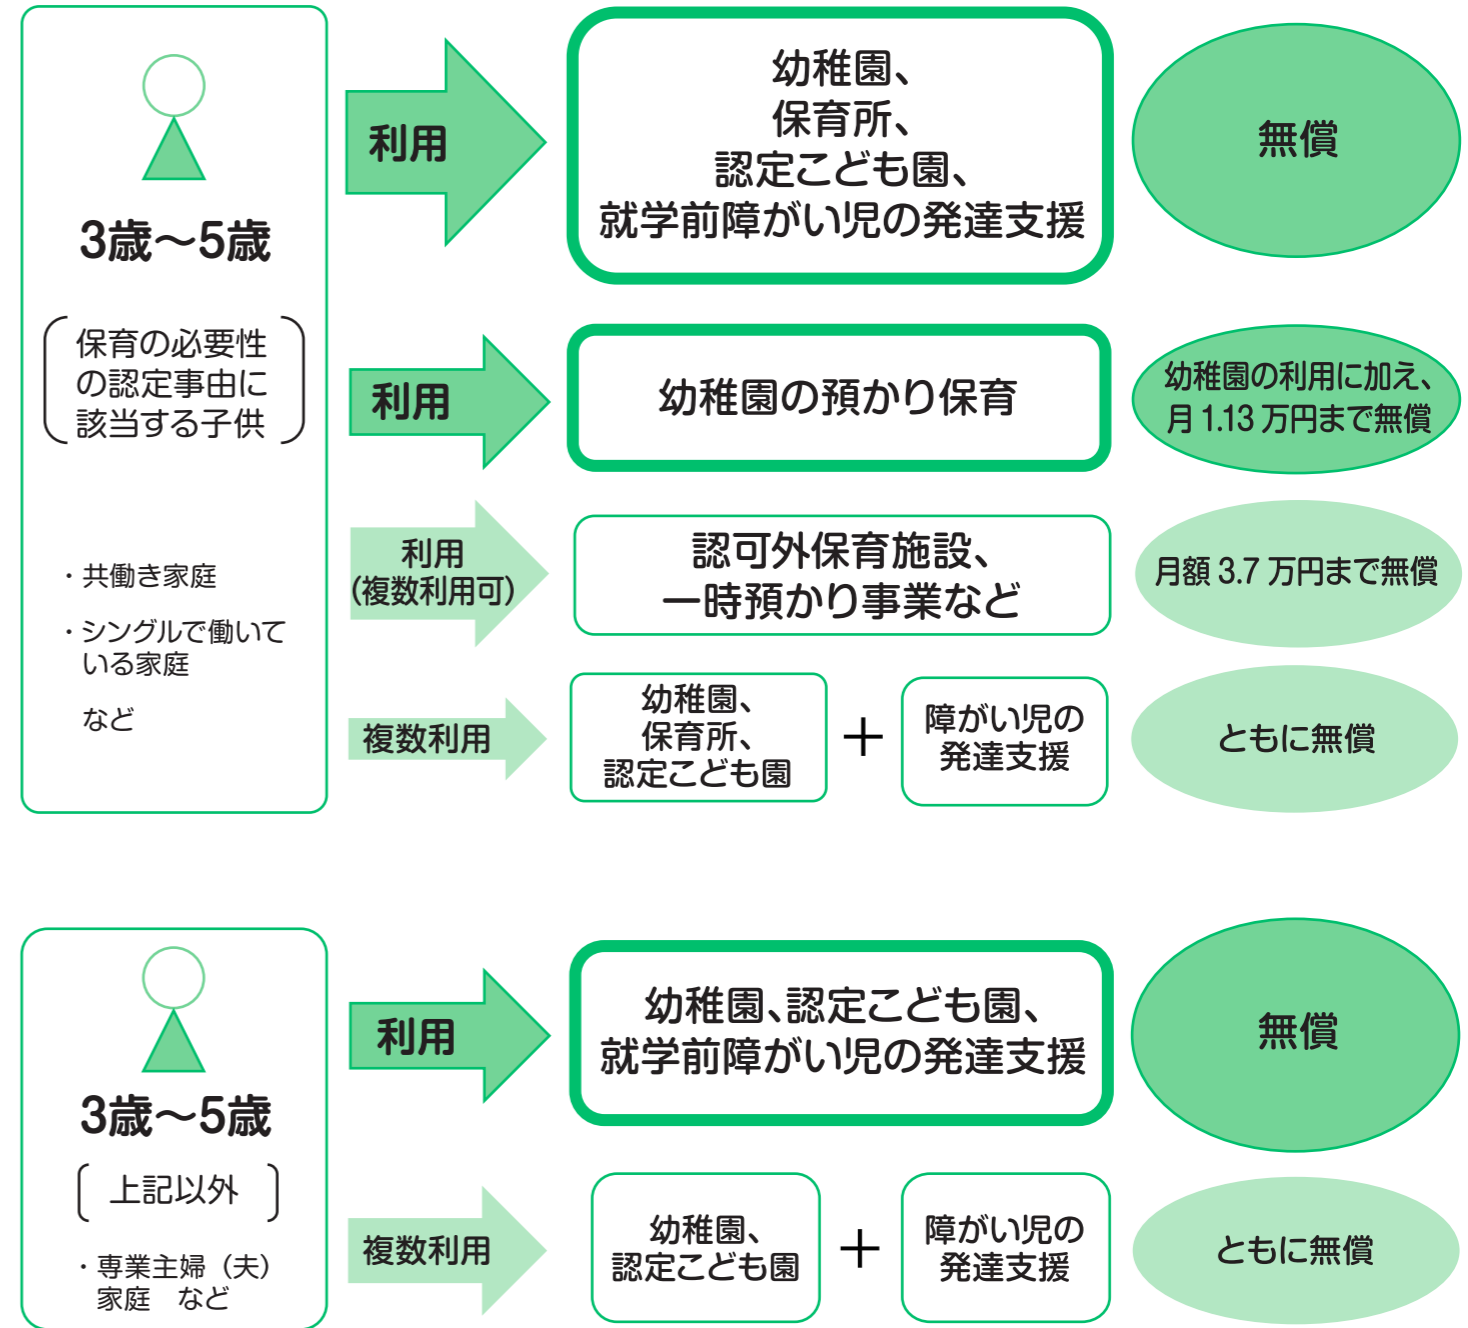 3歳~5歳
保育の必要性
の認定事由に
該当する子供
・共働き家庭
・シングルで働いて
いる家庭
など
利用
幼稚園、
保育所、
認定こども園、
就学前障がい児の発達支援
無償
利用
幼稚園の預かり保育
幼稚園の利用に加え、
月1.13万円まで無償
利用
(複数利用可)
認可外保育施設、
一時預かり事業など
月額3.7万円まで無償
複数利用
幼稚園、
保育所、
認定こども園
+
障がい児の
発達支援
ともに無償
3歳~5歳
上記以外
・専業主婦(夫)
家庭 など
利用
幼稚園、認定こども園、
就学前障がい児の発達支援
無償
複数利用
幼稚園、
認定こども園
+
障がい児の
発達支援
ともに無償